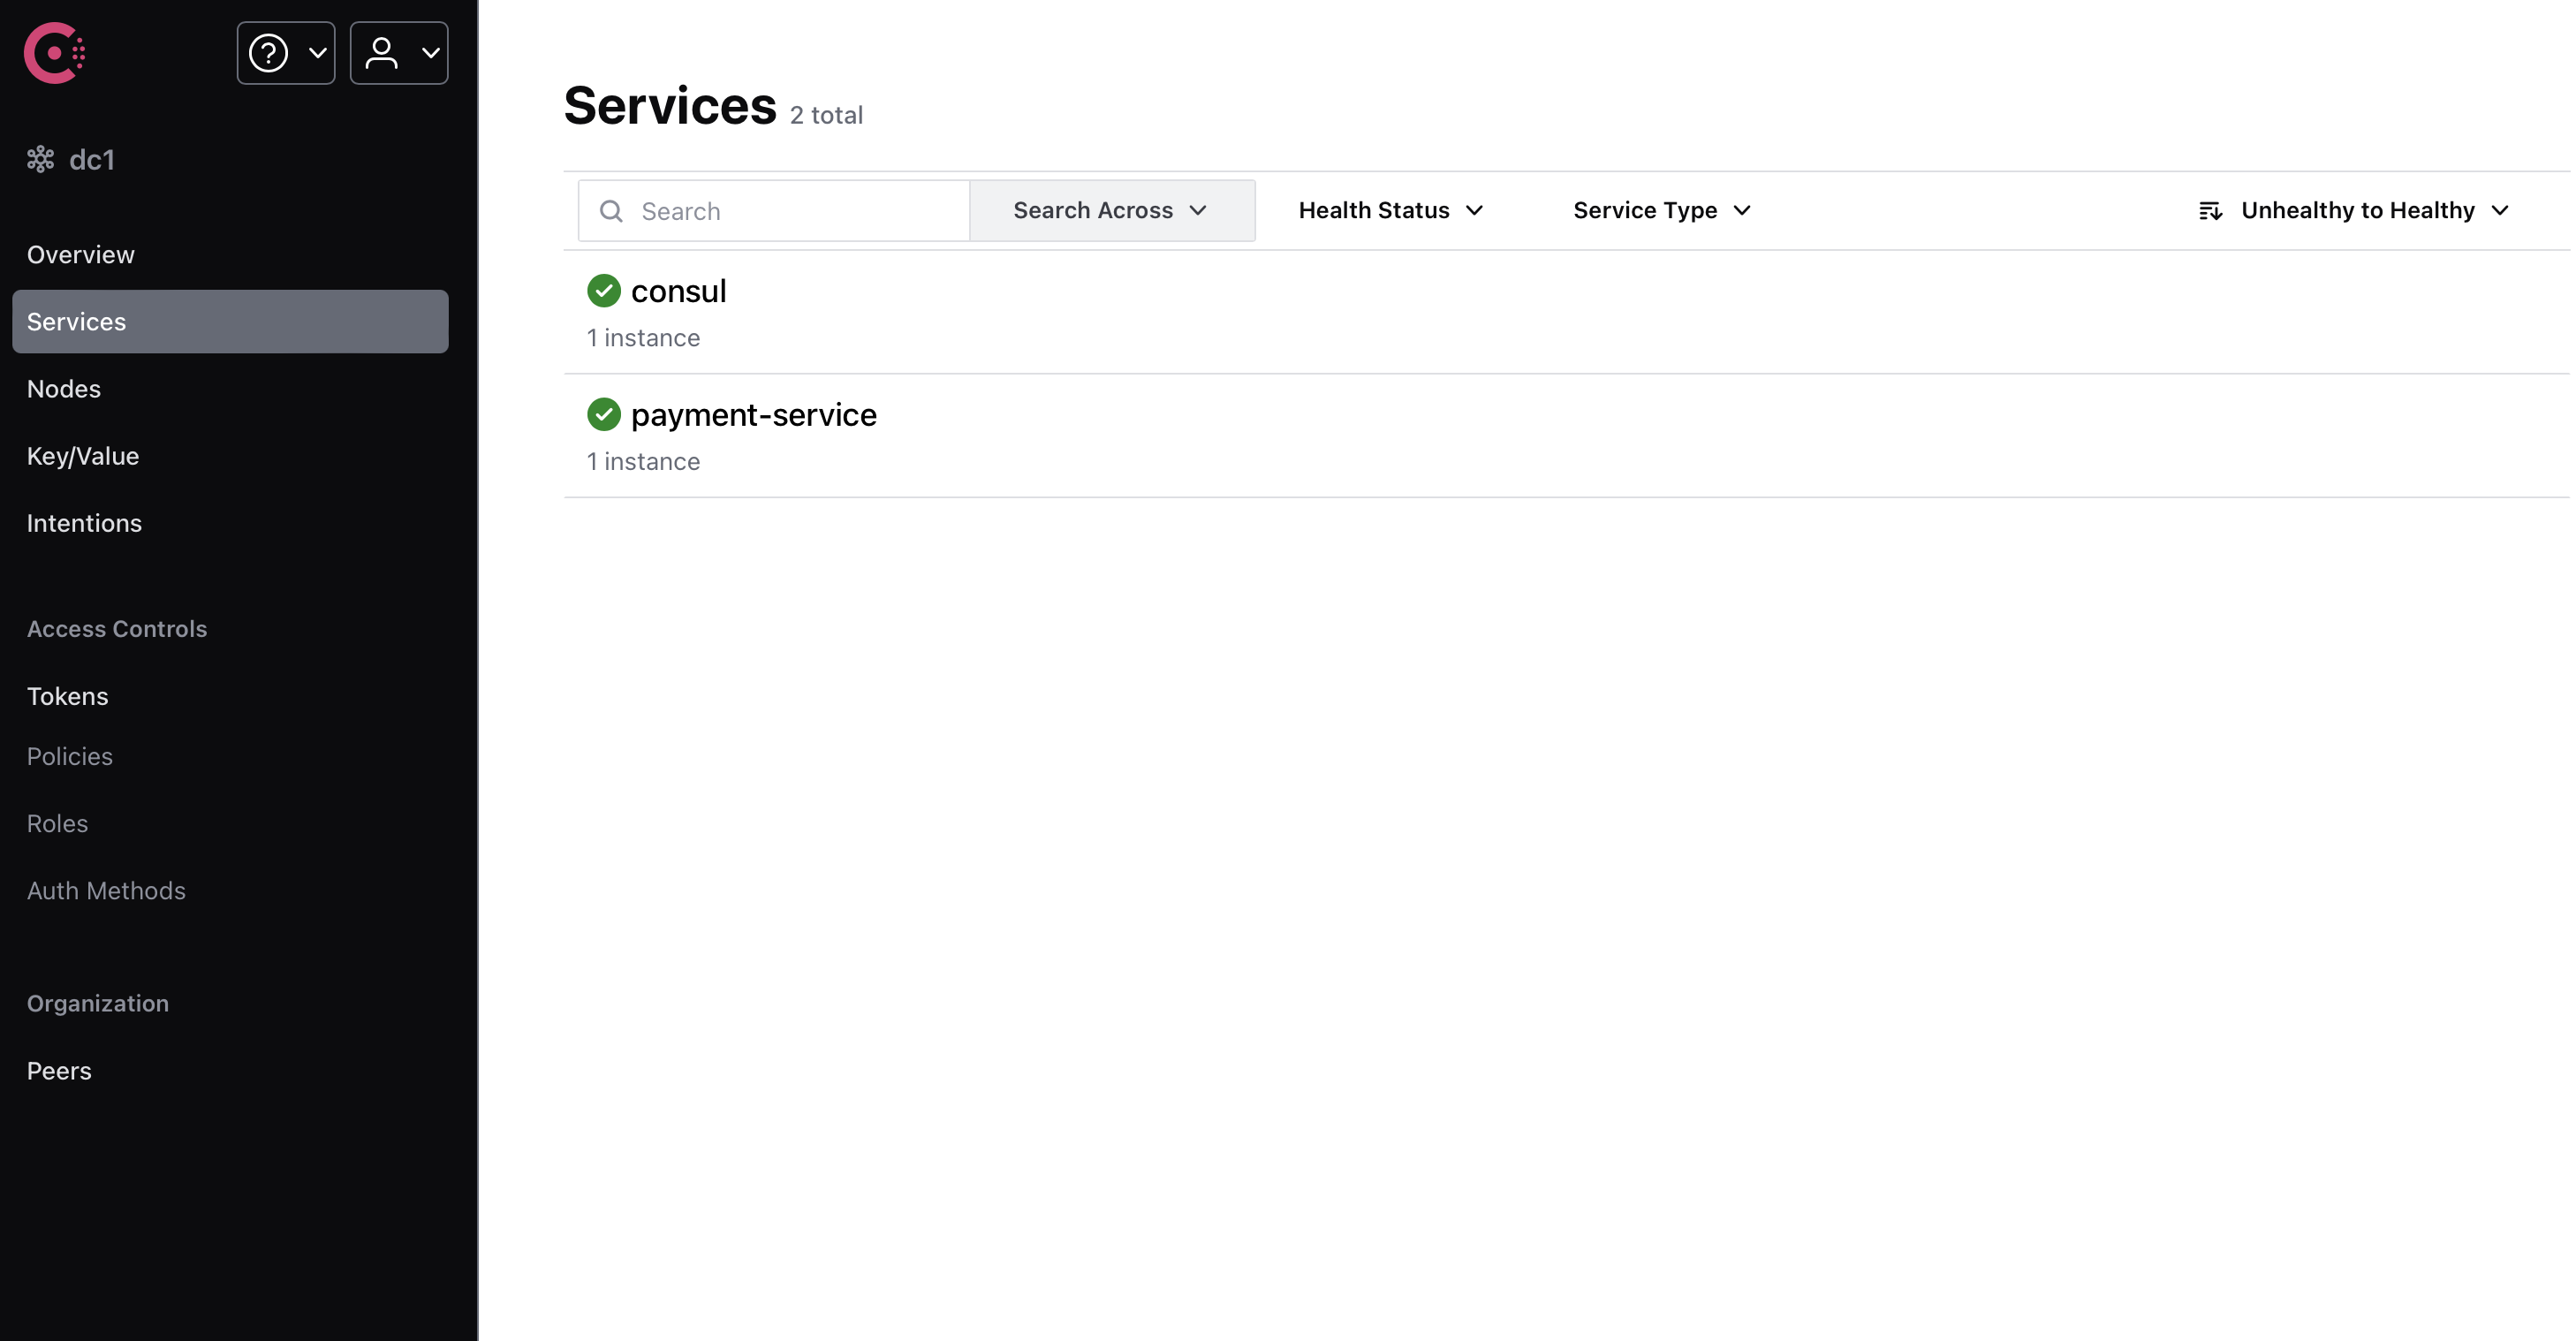 dc1
Overview
Services
Nodes
Key/Value
Intentions
Access Controls
Tokens
Policies
Roles
Auth Methods
Organization
Peers
Services 2 total
Search Search Across Health Status Service Type Unhealthy to Healthy
consul
1 instance
payment-service
1 instance